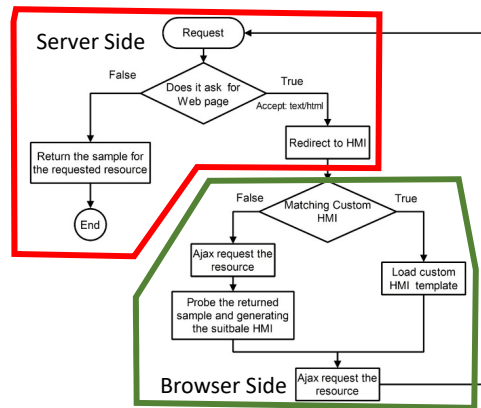 Server Side
Request
False
Does it ask for
Web page
True
Accept: text/html
Return the sample for
the requested resource
Redirect to HMI
End
False
Matching Custom
HMI
True
Ajax request the
resource
Load custom
HMI template
Probe the returned
sample and generating
the suitbale HMI
Browser Side
Ajax request the
resource